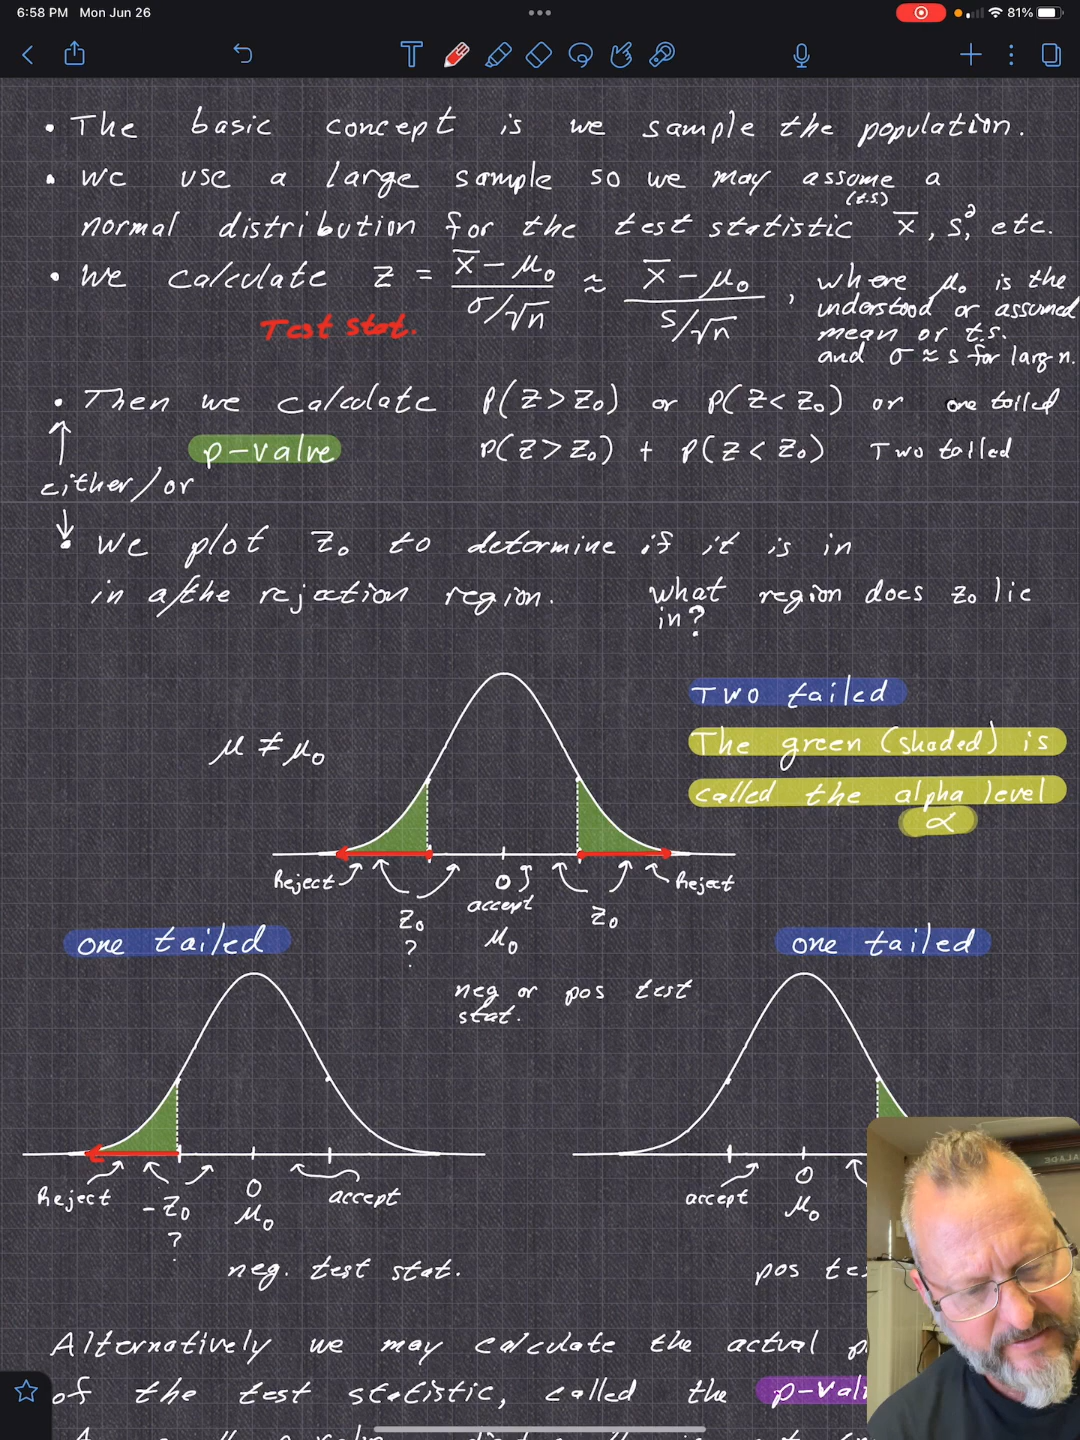 6:58 PM Mon Jun 26
81%
• The basic concept is we sample the population.
• we use a large sample so we may assume a
(t.s.)
normal distribution for the test statistic x̄, s², etc.
• We calculate z = (x̄ - μ₀)/(σ/√n) ≈ (x̄ - μ₀)/(s/√n), where μ₀ is the
understood or assumed
mean or t.s.
and σ ≈ s for larg n.
Test stat.
• Then we calculate P(Z > Z₀) or P(Z < Z₀) or one tailed
p-value P(Z > Z₀) + P(Z < Z₀) Two tailed
either/or
• We plot Z₀ to determine if it is in
in a/the rejection region. what region does Z₀ lie
in?
Two tailed
μ ≠ μ₀
The green (shaded) is
called the alpha level
α
Reject
0
accept
Reject
Z₀
?
μ₀
Z₀
one tailed
one tailed
neg or pos test
stat.
Reject
-Z₀
?
0
μ₀
accept
accept
0
μ₀
neg. test stat.
pos tes
Alternatively we may calculate the actual p
of the test statistic, called the p-val